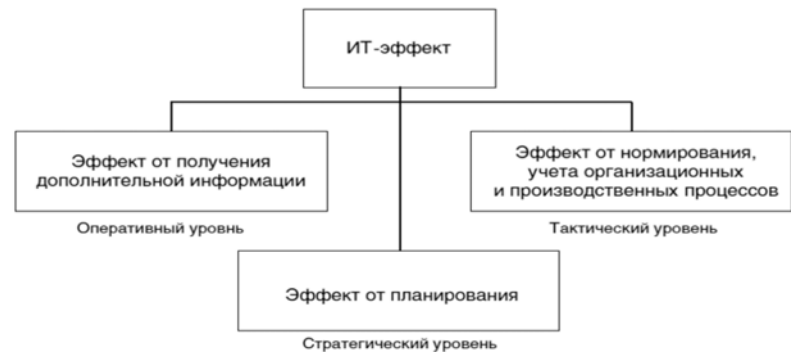 ИТ-эффект
Эффект от получения
дополнительной информации
Оперативный уровнь
Эффект от нормирования,
учета организационных
и производственных процессов
Тактический уровень
Эффект от планирования
Стратегический уровень